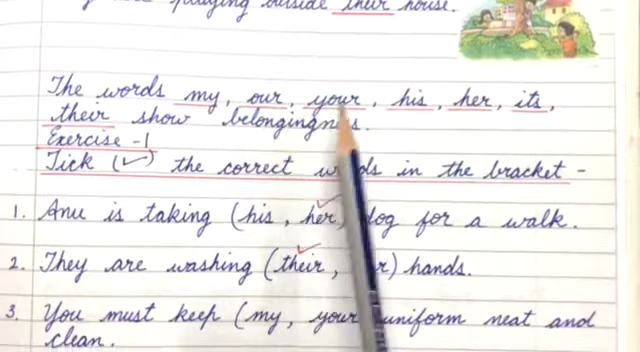 playing outside their house.
The words my, our, your, his, her, its,
their show belongingness.
Exercise -1
Tick (✓) the correct words in the bracket -
1. Anu is taking (his, her) dog for a walk.
2. They are washing (their, r) hands.
3. You must keep (my, your uniform neat and
clean.